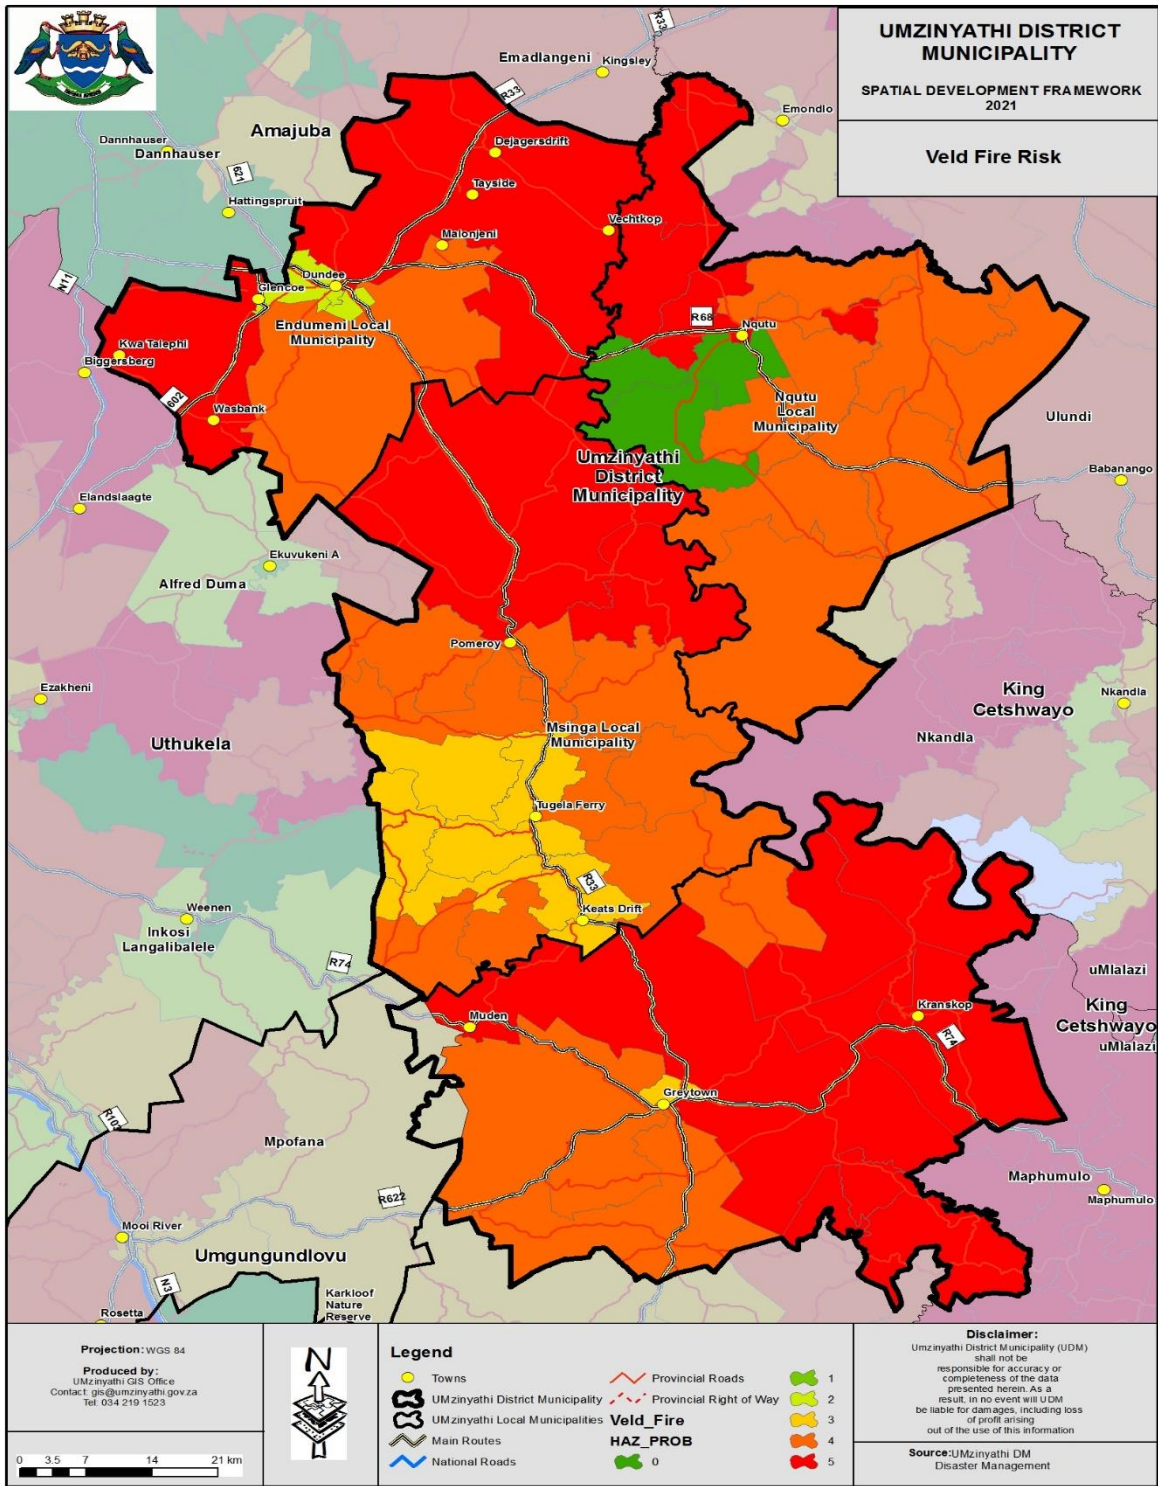 UMZINYATHI DISTRICT
MUNICIPALITY
SPATIAL DEVELOPMENT FRAMEWORK
2021
Veld Fire Risk
R33
Emadlangeni
Kingsley
R33
Emondlo
Amajuba
Dannhauser
Dannhauser
Dejagersdrift
621
Tayside
Hattingspruit
Vechtkop
Malonjeni
N11
Dundee
Glencoe
R68
Nqutu
Endumeni Local
Municipality
Kwa Talephi
Biggersberg
602
Nqutu
Local
Municipality
Wasbank
Ulundi
Umzinyathi
District
Municipality
Babanango
Elandslaagte
Ekuvukeni A
Alfred Duma
Pomeroy
Ezakheni
King
Cetshwayo
Nkandla
Uthukela
Msinga Local
Municipality
Nkandla
Tugela Ferry
R33
Keats Drift
Weenen
Inkosi
Langalibalele
R74
uMlalazi
King
Cetshwayo
uMlalazi
Kranskop
R74
Muden
Greytown
R103
Mpofana
Maphumulo
Maphumulo
R622
Mooi River
Umgungundlovu
N3
Karkloof
Nature
Reserve
Rosetta
Projection: WGS 84
Produced by:
UMzinyathi GIS Office
Contact: gis@umzinyathi.gov.za
Tel: 034 219 1523
0 3.5 7 14 21 km
N
Legend
Towns
UMzinyathi District Municipality
UMzinyathi Local Municipalities
Main Routes
National Roads
Provincial Roads
Provincial Right of Way
Veld_Fire
HAZ_PROB
0
1
2
3
4
5
Disclaimer:
Umzinyathi District Municipality (UDM)
shall not be
responsible for accuracy or
completeness of the data
presented herein. As a
result, in no event will UDM
be liable for damages, including loss
of profit arising
out of the use of this information
Source:UMzinyathi DM
Disaster Management